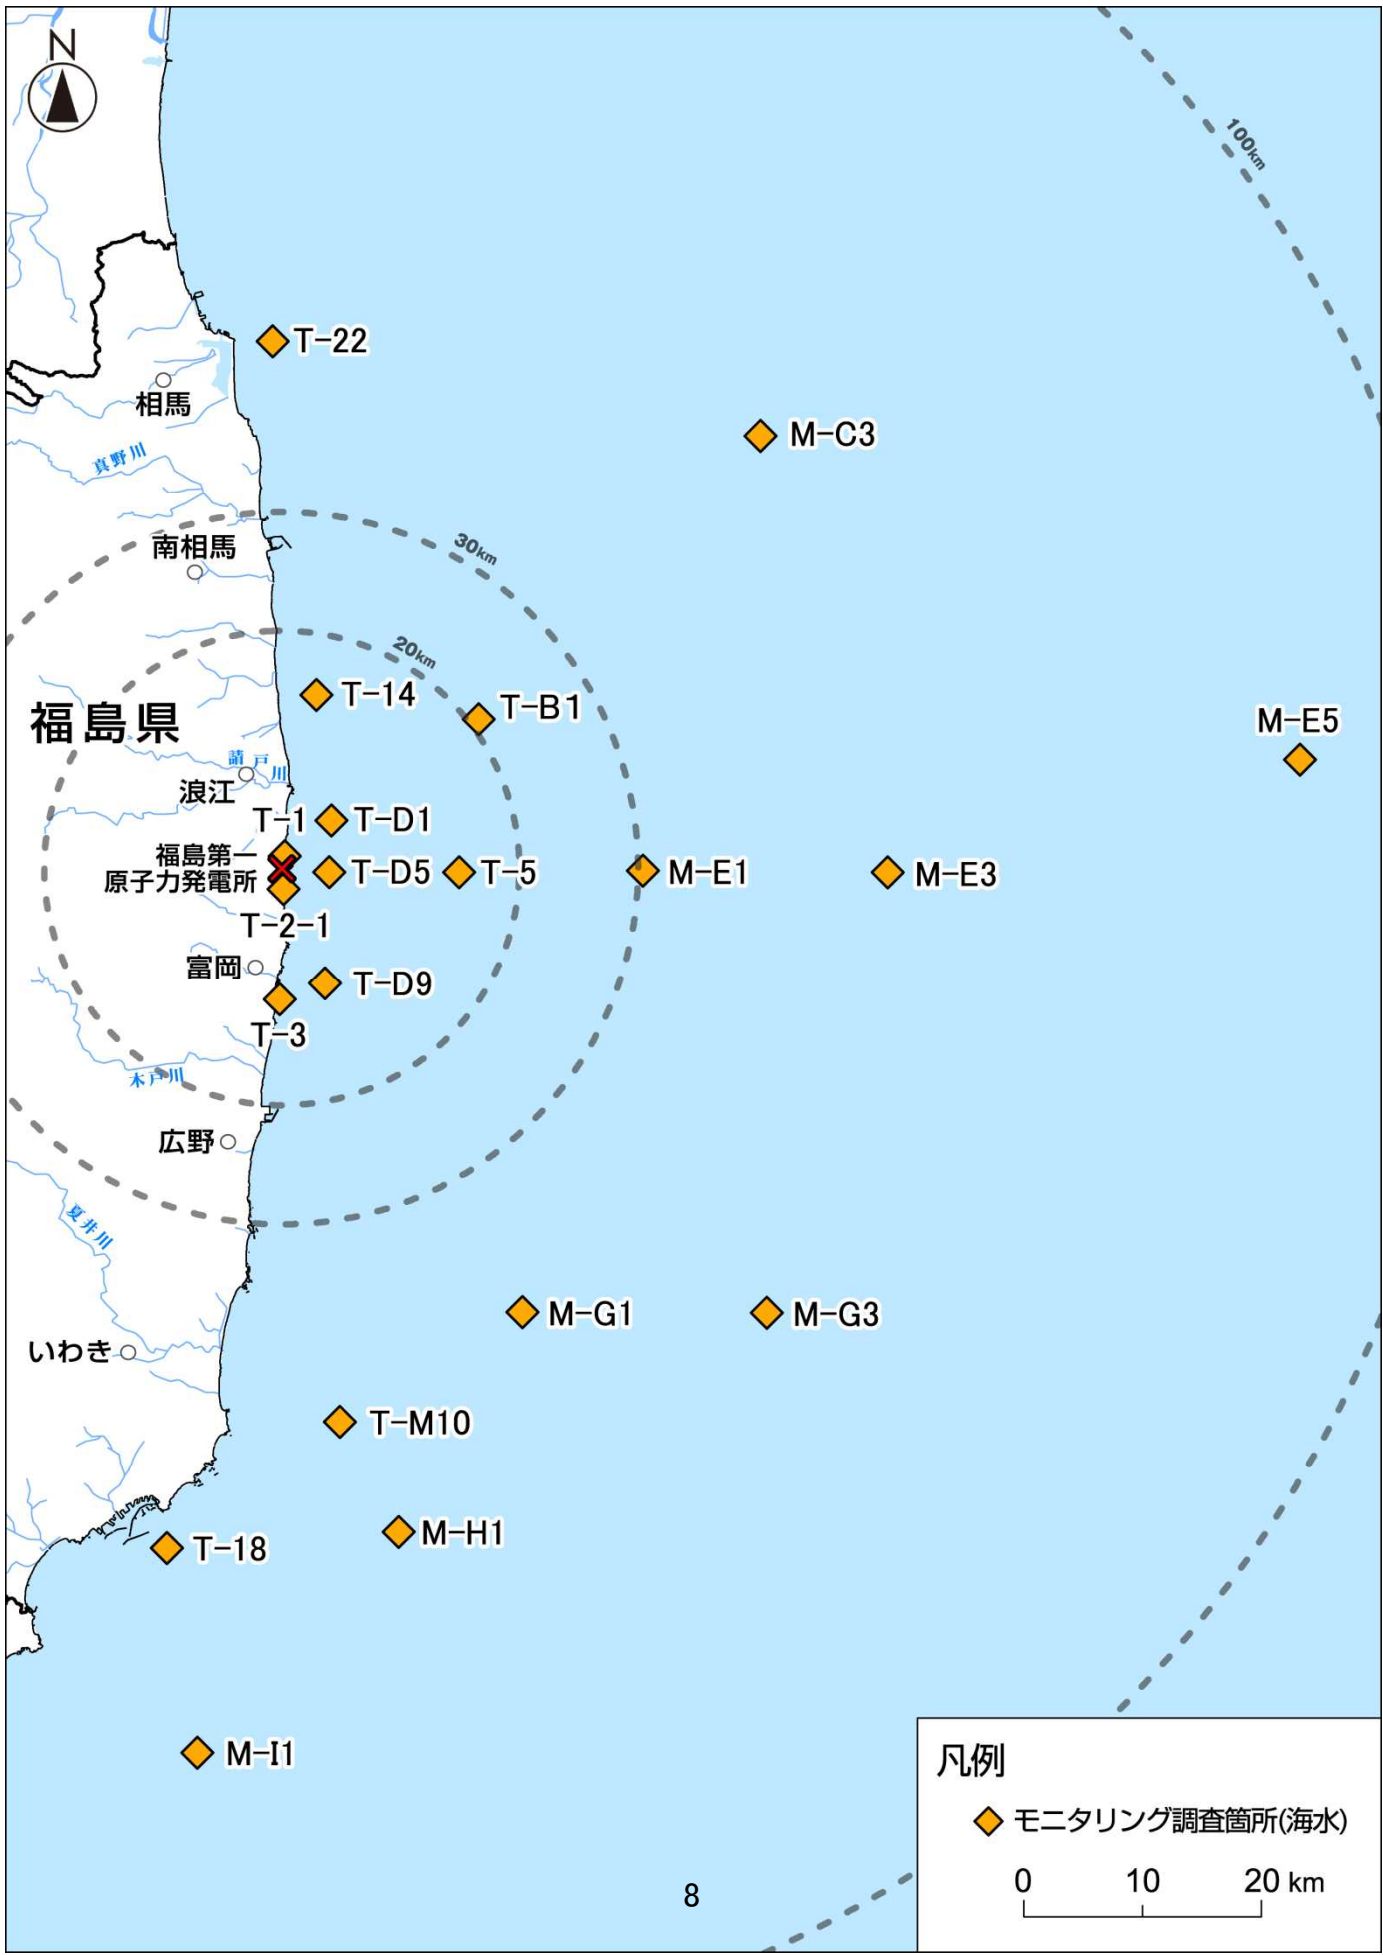 N
100km
T-22
相馬
M-C3
真野川
30km
南相馬
20km
T-14
T-B1
福島県
M-E5
請戸川
浪江
T-1
T-D1
福島第一
原子力発電所
T-D5
T-5
M-E1
M-E3
T-2-1
富岡
T-D9
T-3
木戸川
広野
夏井川
M-G1
M-G3
いわき
T-M10
M-H1
T-18
M-I1
凡例
モニタリング調査箇所(海水)
0 10 20 km
8